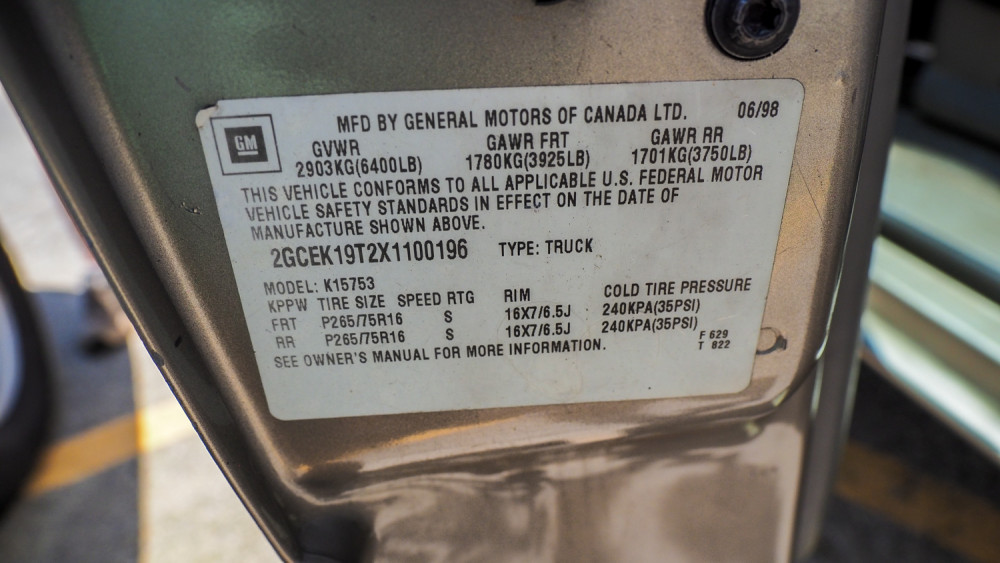 MFD BY GENERAL MOTORS OF CANADA LTD. 06/98
GM
GVWR GAWR FRT GAWR RR
2903KG(6400LB) 1780KG(3925LB) 1701KG(3750LB)
THIS VEHICLE CONFORMS TO ALL APPLICABLE U.S. FEDERAL MOTOR
VEHICLE SAFETY STANDARDS IN EFFECT ON THE DATE OF
MANUFACTURE SHOWN ABOVE.
2GCEK19T2X1100196 TYPE: TRUCK
MODEL: K15753
KPPW TIRE SIZE SPEED RTG RIM COLD TIRE PRESSURE
FRT P265/75R16 S 16X7/6.5J 240KPA(35PSI)
RR P265/75R16 S 16X7/6.5J 240KPA(35PSI)
SEE OWNER'S MANUAL FOR MORE INFORMATION.
F 629
T 822